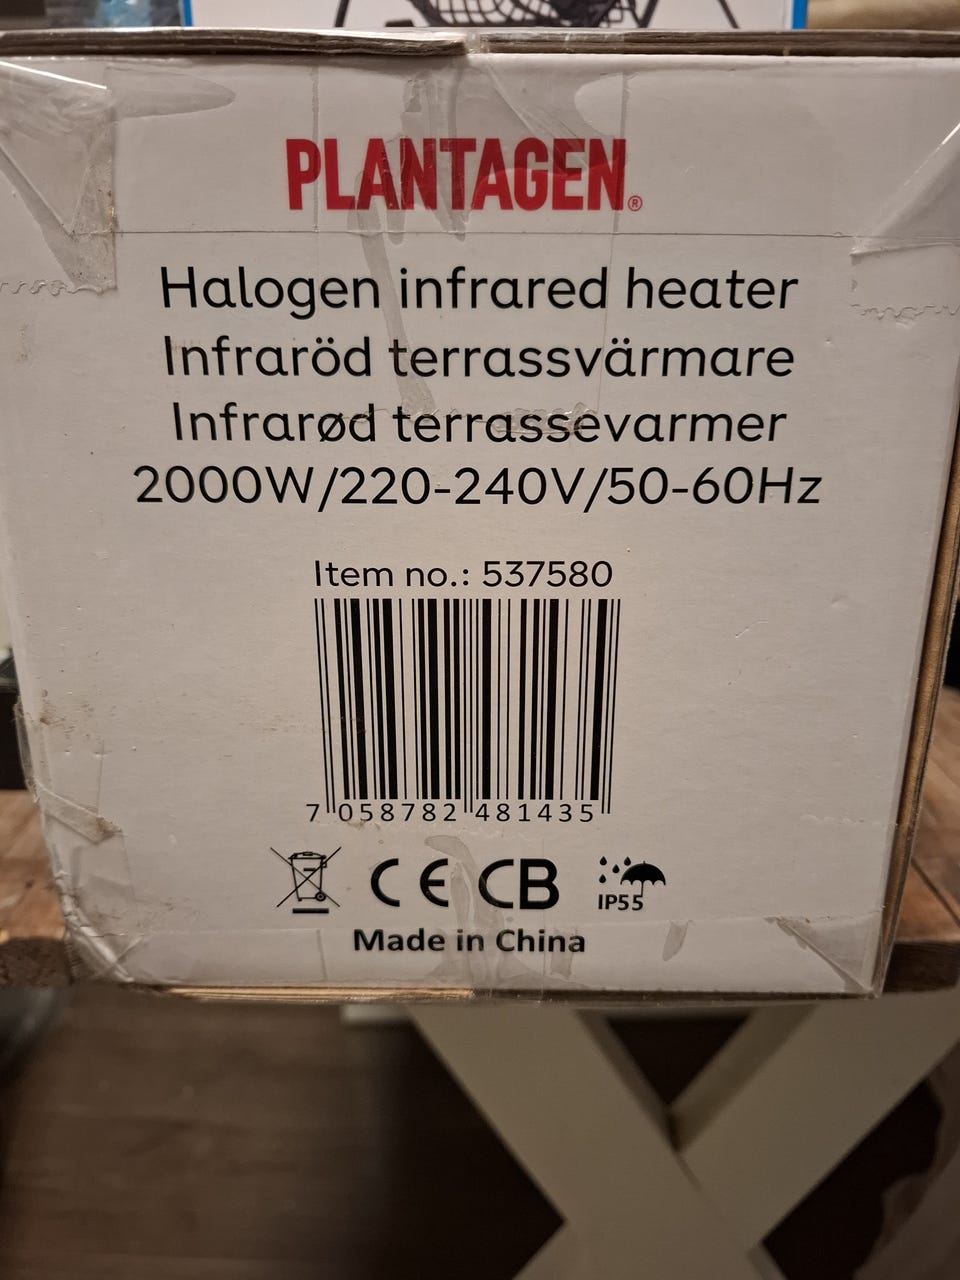 PLANTAGEN®
Halogen infrared heater
Infraröd terrassvärmare
Infrarød terrassevarmer
2000W/220-240V/50-60Hz
Item no.: 537580
7 058782 481435
CE CB IP55
Made in China